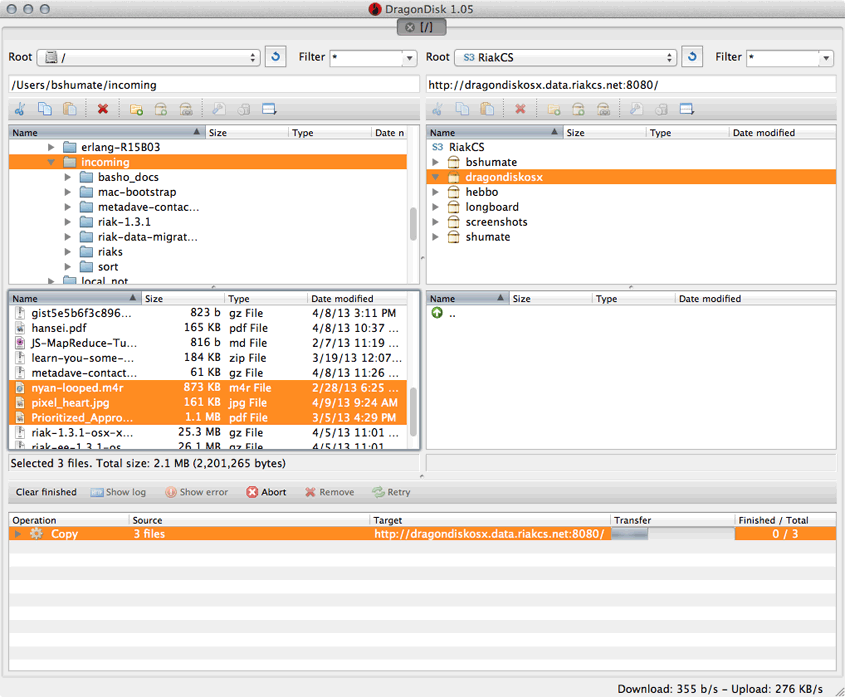 DragonDisk 1.05
[/]
Root / Filter * Root S3 RiakCS Filter *
/Users/bshumate/incoming
http://dragondiskosx.data.riakcs.net:8080/
Name Size Type Date n
erlang-R15B03
incoming
basho_docs
mac-bootstrap
metadave-contac...
riak-1.3.1
riak-data-migrat...
riaks
sort
local_not
Name Size Type Date modified
S3 RiakCS
bshumate
dragondiskosx
hebbo
longboard
screenshots
shumate
Name Size Type Date modified
gist5e5b6f3c896... 823 b gz File 4/8/13 3:11 PM
hansei.pdf 165 KB pdf File 4/8/13 10:37 ...
JS-MapReduce-Tu... 816 b md File 2/7/13 11:19 ...
learn-you-some-... 184 KB zip File 3/19/13 12:07...
metadave-contact... 61 KB gz File 4/8/13 11:26 ...
nyan-looped.m4r 873 KB m4r File 2/28/13 6:25 ...
pixel_heart.jpg 161 KB jpg File 4/9/13 9:24 AM
Prioritized_Appro... 1.1 MB pdf File 3/5/13 4:29 PM
riak-1.3.1-osx-x... 25.3 MB gz File 4/5/13 11:01 ...
riak-ee-1.3.1-os... 26.1 MB gz File 4/5/13 11:01 ...
Name Size Type Date modified
..
Selected 3 files. Total size: 2.1 MB (2,201,265 bytes)
Clear finished Show log Show error Abort Remove Retry
Operation Source Target Transfer Finished / Total
Copy 3 files http://dragondiskosx.data.riakcs.net:8080/ 0 / 3
Download: 355 b/s - Upload: 276 KB/s